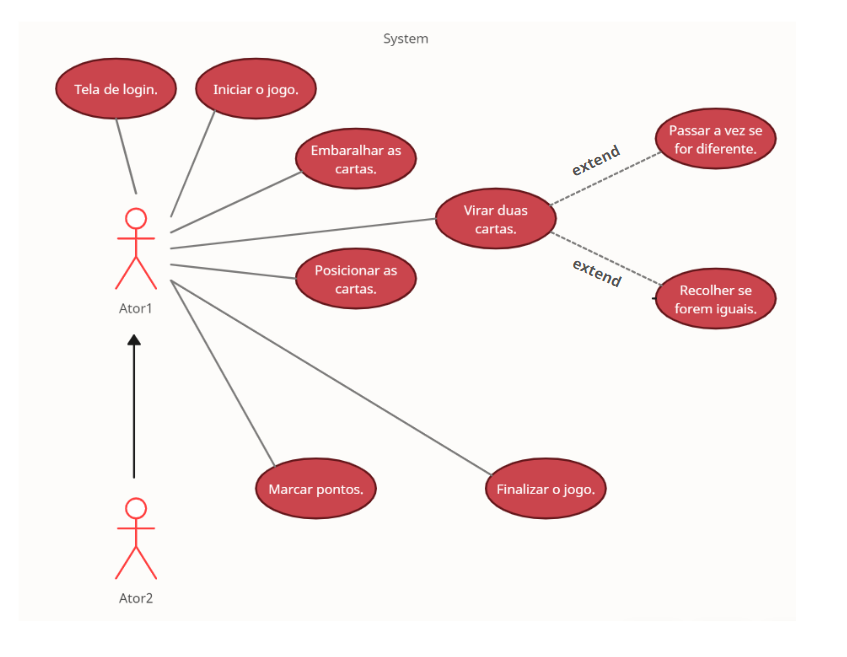 System
Tela de login.
Iniciar o jogo.
Embaralhar as
cartas.
extend
Passar a vez se
for diferente.
Virar duas
cartas.
Posicionar as
cartas.
extend
Recolher se
forem iguais.
Ator1
Marcar pontos.
Finalizar o jogo.
Ator2